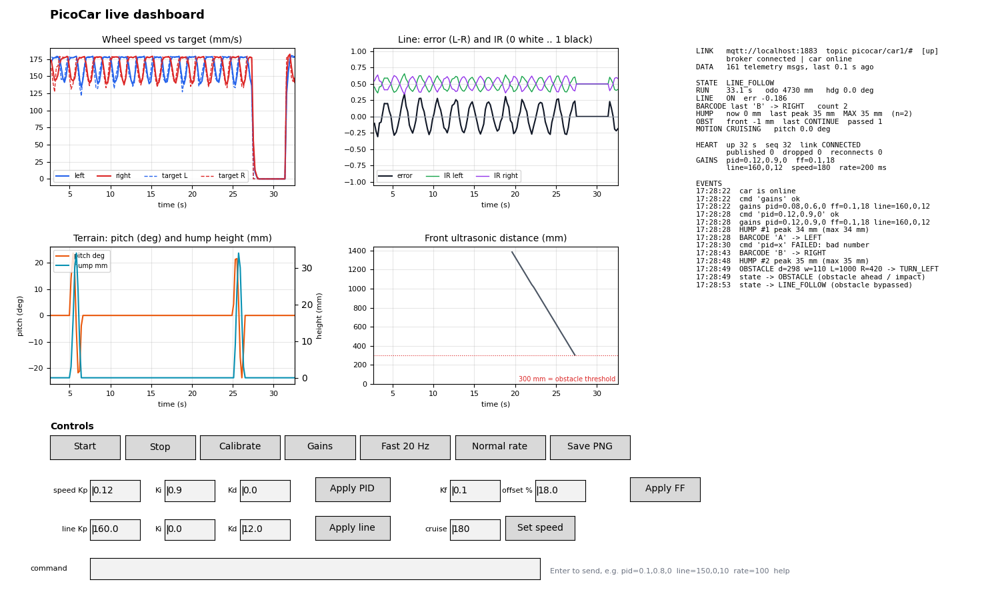 PicoCar live dashboard
Wheel speed vs target (mm/s)
175
150
125
100
75
50
25
0
left right target L target R
5 10 15 20 25 30
time (s)
Line: error (L-R) and IR (0 white .. 1 black)
1.00
0.75
0.50
0.25
0.00
−0.25
−0.50
−0.75
−1.00
error IR left IR right
5 10 15 20 25 30
time (s)
LINK mqtt://localhost:1883 topic picocar/car1/# [up]
broker connected | car online
DATA 161 telemetry msgs, last 0.1 s ago
STATE LINE_FOLLOW
RUN 33.1 s odo 4730 mm hdg 0.0 deg
LINE ON err -0.186
BARCODE last 'B' -> RIGHT count 2
HUMP now 0 mm last peak 35 mm MAX 35 mm (n=2)
OBST front -1 mm last CONTINUE passed 1
MOTION CRUISING pitch 0.0 deg
HEART up 32 s seq 32 link CONNECTED
published 0 dropped 0 reconnects 0
GAINS pid=0.12,0.9,0 ff=0.1,18
line=160,0,12 speed=180 rate=200 ms
EVENTS
17:28:22 car is online
17:28:22 cmd 'gains' ok
17:28:22 gains pid=0.08,0.6,0 ff=0.1,18 line=160,0,12
17:28:28 cmd 'pid=0.12,0.9,0' ok
17:28:28 gains pid=0.12,0.9,0 ff=0.1,18 line=160,0,12
17:28:28 HUMP #1 peak 34 mm (max 34 mm)
17:28:28 BARCODE 'A' -> LEFT
17:28:30 cmd 'pid=x' FAILED: bad number
17:28:43 BARCODE 'B' -> RIGHT
17:28:48 HUMP #2 peak 35 mm (max 35 mm)
17:28:49 OBSTACLE d=298 w=110 L=1000 R=420 -> TURN_LEFT
17:28:49 state -> OBSTACLE (obstacle ahead / impact)
17:28:53 state -> LINE_FOLLOW (obstacle bypassed)
Terrain: pitch (deg) and hump height (mm)
pitch (deg)
20
10
0
−10
−20
pitch deg
hump mm
30
20
10
0
height (mm)
5 10 15 20 25 30
time (s)
Front ultrasonic distance (mm)
1400
1200
1000
800
600
400
200
0
300 mm = obstacle threshold
5 10 15 20 25 30
time (s)
Controls
Start Stop Calibrate Gains Fast 20 Hz Normal rate Save PNG
speed Kp 0.12 Ki 0.9 Kd 0.0 Apply PID Kf 0.1 offset % 18.0 Apply FF
line Kp 160.0 Ki 0.0 Kd 12.0 Apply line cruise 180 Set speed
command Enter to send, e.g. pid=0.1,0.8,0 line=150,0,10 rate=100 help